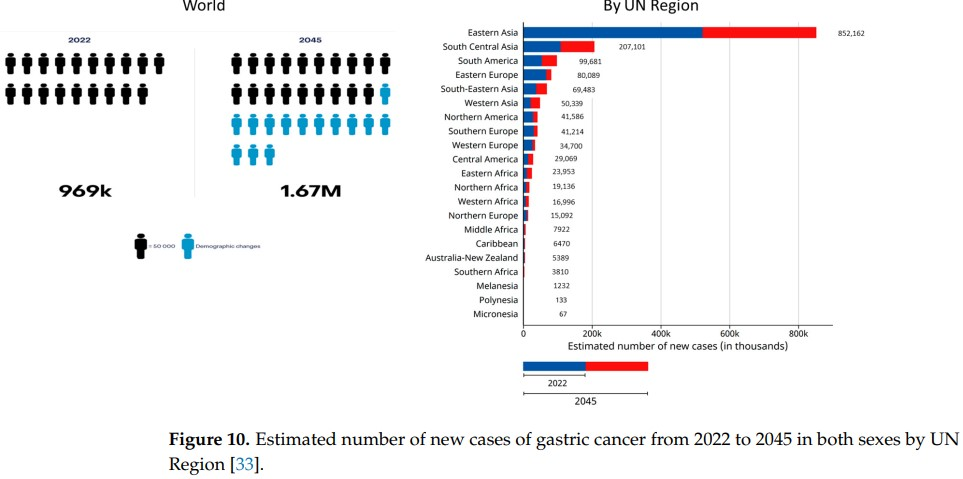 World
2022
2045
969k
1.67M
= 50 000
Demographic changes
By UN Region
Eastern Asia 852,162
South Central Asia 207,101
South America 99,681
Eastern Europe 80,089
South-Eastern Asia 69,483
Western Asia 50,339
Northern America 41,586
Southern Europe 41,214
Western Europe 34,700
Central America 29,069
Eastern Africa 23,953
Northern Africa 19,136
Western Africa 16,996
Northern Europe 15,092
Middle Africa 7922
Caribbean 6470
Australia-New Zealand 5389
Southern Africa 3810
Melanesia 1232
Polynesia 133
Micronesia 67
0 200k 400k 600k 800k
Estimated number of new cases (in thousands)
2022
2045
Figure 10. Estimated number of new cases of gastric cancer from 2022 to 2045 in both sexes by UN
Region [33].